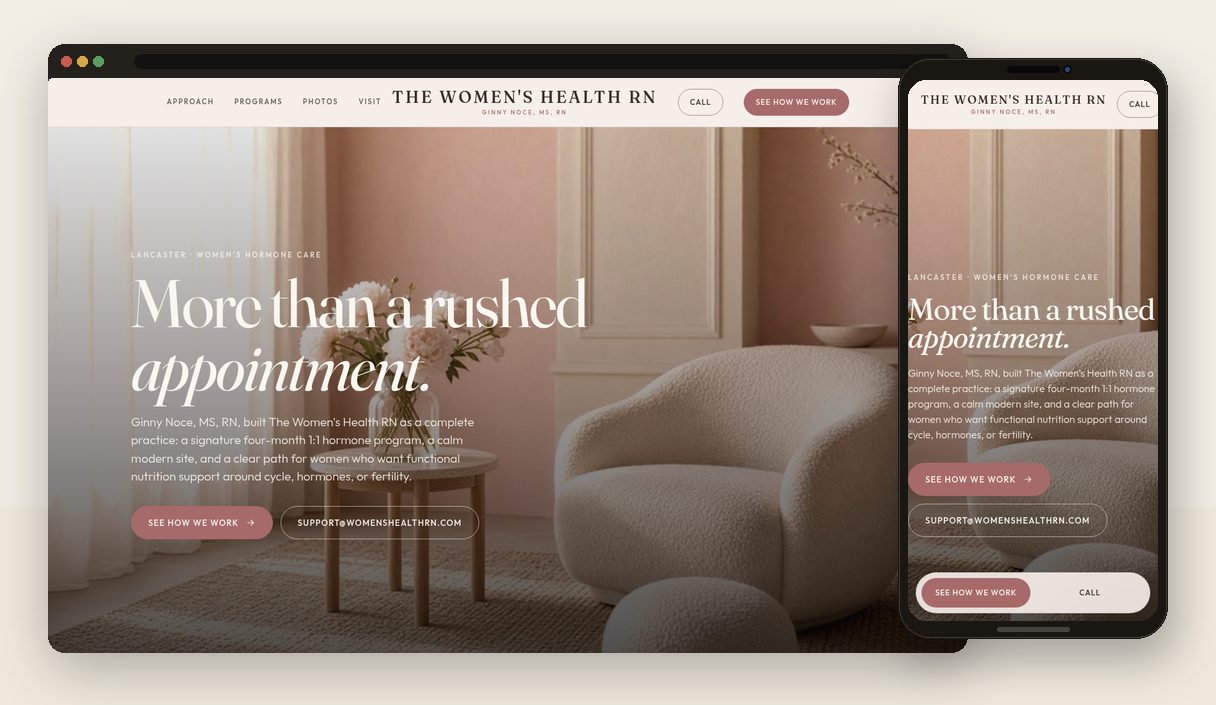 APPROACH PROGRAMS PHOTOS VISIT
THE WOMEN'S HEALTH RN
GINNY NOCE, MS, RN
CALL
SEE HOW WE WORK
LANCASTER · WOMEN'S HORMONE CARE
More than a rushed
appointment.
Ginny Noce, MS, RN, built The Women's Health RN as a complete
practice: a signature four-month 1:1 hormone program, a calm
modern site, and a clear path for women who want functional
nutrition support around cycle, hormones, or fertility.
SEE HOW WE WORK →
SUPPORT@WOMENSHEALTHRN.COM
THE WOMEN'S HEALTH RN
GINNY NOCE, MS, RN
CALL
LANCASTER · WOMEN'S HORMONE CARE
More than a rushed
appointment.
Ginny Noce, MS, RN, built The Women's Health RN as a
complete practice: a signature four-month 1:1 hormone
program, a calm modern site, and a clear path for
women who want functional nutrition support around
cycle, hormones, or fertility.
SEE HOW WE WORK →
SUPPORT@WOMENSHEALTHRN.COM
SEE HOW WE WORK
CALL